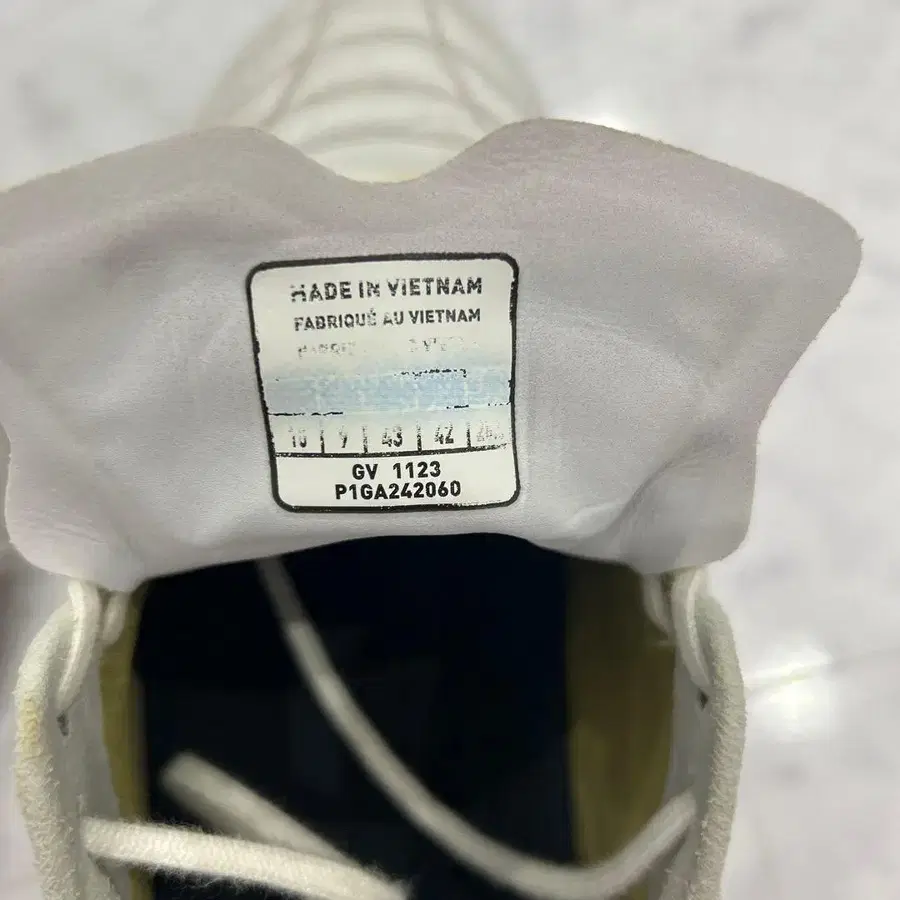 MADE IN VIETNAM
FABRIQUÉ AU VIETNAM
10 9 43 42
GV 1123
P1GA242060